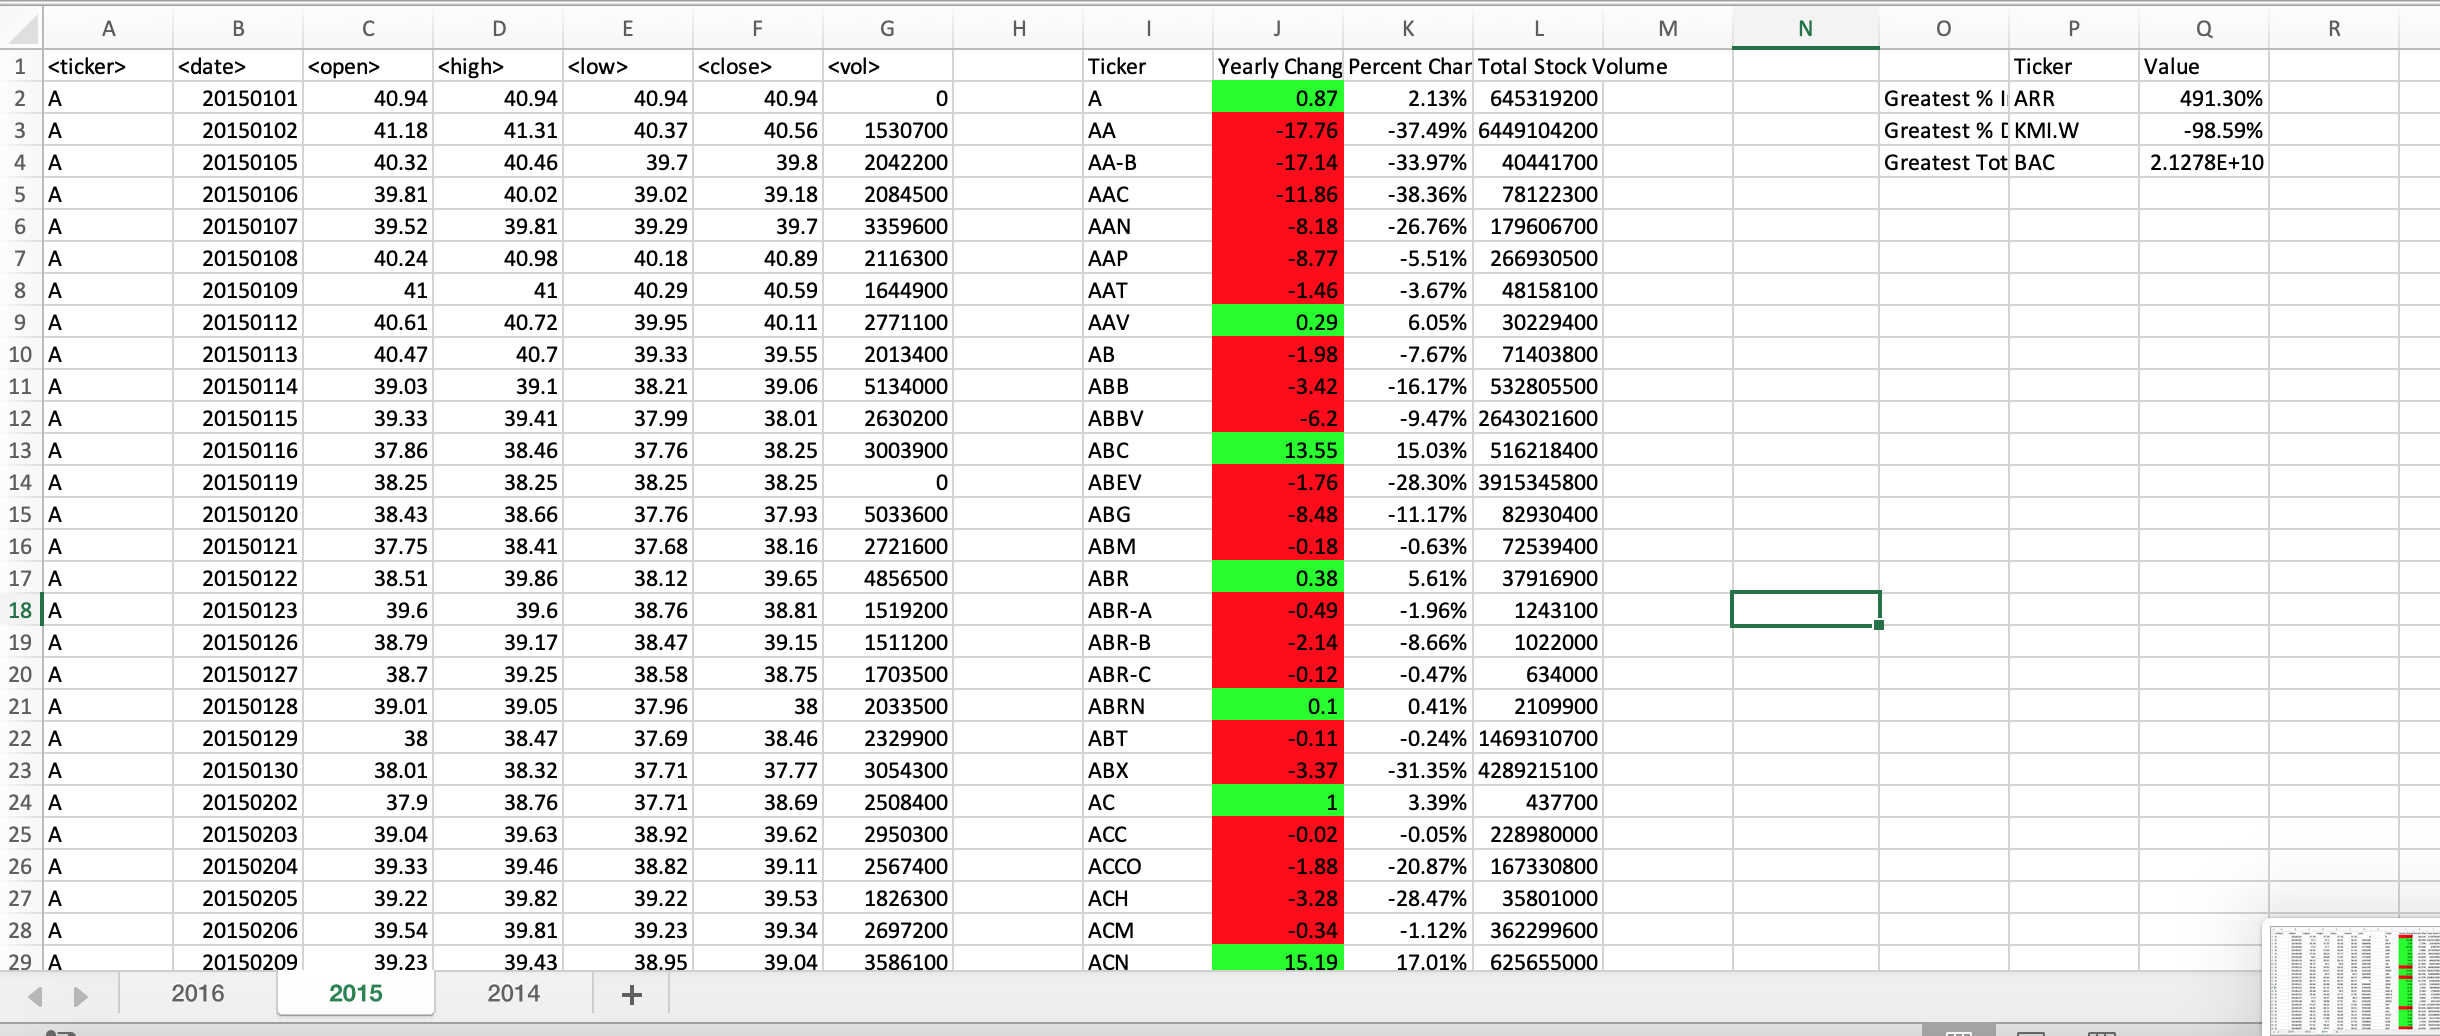 A B C D E F G H I J K L M N O P Q R
1 <ticker> <date> <open> <high> <low> <close> <vol> Ticker Yearly Chang Percent Char Total Stock Volume Ticker Value
2 A 20150101 40.94 40.94 40.94 40.94 0 A 0.87 2.13% 645319200 Greatest % I ARR 491.30%
3 A 20150102 41.18 41.31 40.37 40.56 1530700 AA -17.76 -37.49% 6449104200 Greatest % D KMI.W -98.59%
4 A 20150105 40.32 40.46 39.7 39.8 2042200 AA-B -17.14 -33.97% 40441700 Greatest Tot BAC 2.1278E+10
5 A 20150106 39.81 40.02 39.02 39.18 2084500 AAC -11.86 -38.36% 78122300
6 A 20150107 39.52 39.81 39.29 39.7 3359600 AAN -8.18 -26.76% 179606700
7 A 20150108 40.24 40.98 40.18 40.89 2116300 AAP -8.77 -5.51% 266930500
8 A 20150109 41 41 40.29 40.59 1644900 AAT -1.46 -3.67% 48158100
9 A 20150112 40.61 40.72 39.95 40.11 2771100 AAV 0.29 6.05% 30229400
10 A 20150113 40.47 40.7 39.33 39.55 2013400 AB -1.98 -7.67% 71403800
11 A 20150114 39.03 39.1 38.21 39.06 5134000 ABB -3.42 -16.17% 532805500
12 A 20150115 39.33 39.41 37.99 38.01 2630200 ABBV -6.2 -9.47% 2643021600
13 A 20150116 37.86 38.46 37.76 38.25 3003900 ABC 13.55 15.03% 516218400
14 A 20150119 38.25 38.25 38.25 38.25 0 ABEV -1.76 -28.30% 3915345800
15 A 20150120 38.43 38.66 37.76 37.93 5033600 ABG -8.48 -11.17% 82930400
16 A 20150121 37.75 38.41 37.68 38.16 2721600 ABM -0.18 -0.63% 72539400
17 A 20150122 38.51 39.86 38.12 39.65 4856500 ABR 0.38 5.61% 37916900
18 A 20150123 39.6 39.6 38.76 38.81 1519200 ABR-A -0.49 -1.96% 1243100
19 A 20150126 38.79 39.17 38.47 39.15 1511200 ABR-B -2.14 -8.66% 1022000
20 A 20150127 38.7 39.25 38.58 38.75 1703500 ABR-C -0.12 -0.47% 634000
21 A 20150128 39.01 39.05 37.96 38 2033500 ABRN 0.1 0.41% 2109900
22 A 20150129 38 38.47 37.69 38.46 2329900 ABT -0.11 -0.24% 1469310700
23 A 20150130 38.01 38.32 37.71 37.77 3054300 ABX -3.37 -31.35% 4289215100
24 A 20150202 37.9 38.76 37.71 38.69 2508400 AC 1 3.39% 437700
25 A 20150203 39.04 39.63 38.92 39.62 2950300 ACC -0.02 -0.05% 228980000
26 A 20150204 39.33 39.46 38.82 39.11 2567400 ACCO -1.88 -20.87% 167330800
27 A 20150205 39.22 39.82 39.22 39.53 1826300 ACH -3.28 -28.47% 35801000
28 A 20150206 39.54 39.81 39.23 39.34 2697200 ACM -0.34 -1.12% 362299600
29 A 20150209 39.23 39.43 38.95 39.04 3586100 ACN 15.19 17.01% 625655000
2016 2015 2014 +